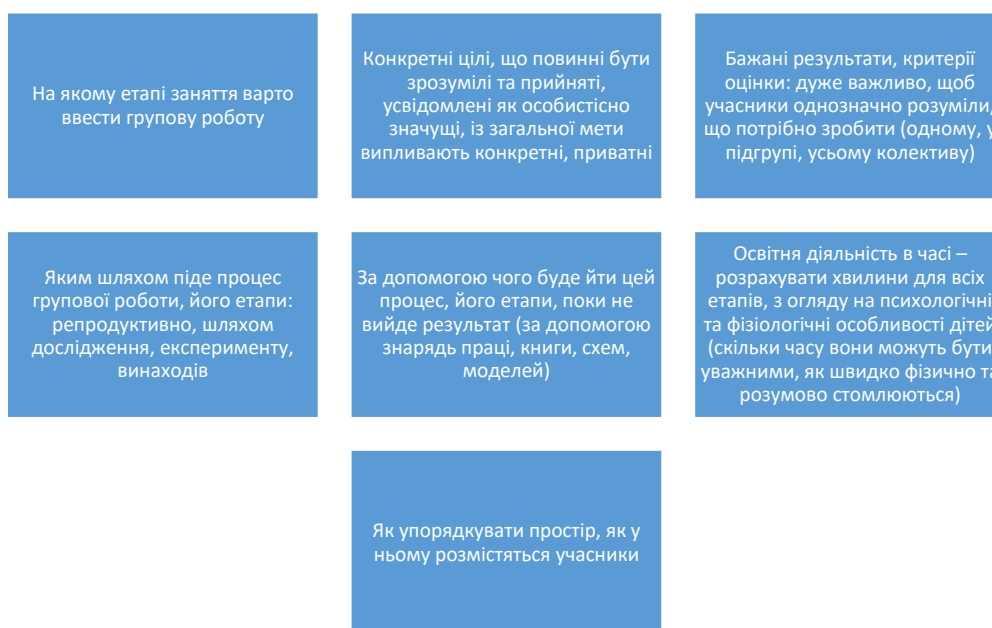 На якому етапі заняття варто
ввести групову роботу
Конкретні цілі, що повинні бути
зрозумілі та прийняті,
усвідомлені як особистісно
значущі, із загальної мети
випливають конкретні, приватні
Бажані результати, критерії
оцінки: дуже важливо, щоб
учасники однозначно розуміли,
що потрібно зробити (одному, у
підгрупі, усьому колективу)
Яким шляхом піде процес
групової роботи, його етапи:
репродуктивно, шляхом
дослідження, експерименту,
винаходів
За допомогою чого буде йти цей
процес, його етапи, поки не
вийде результат (за допомогою
знарядь праці, книги, схем,
моделей)
Освітня діяльність в часі –
розрахувати хвилини для всіх
етапів, з огляду на психологічні
та фізіологічні особливості дітей
(скільки часу вони можуть бути
уважними, як швидко фізично та
розумово стомлюються)
Як упорядкувати простір, як у
ньому розмістяться учасники